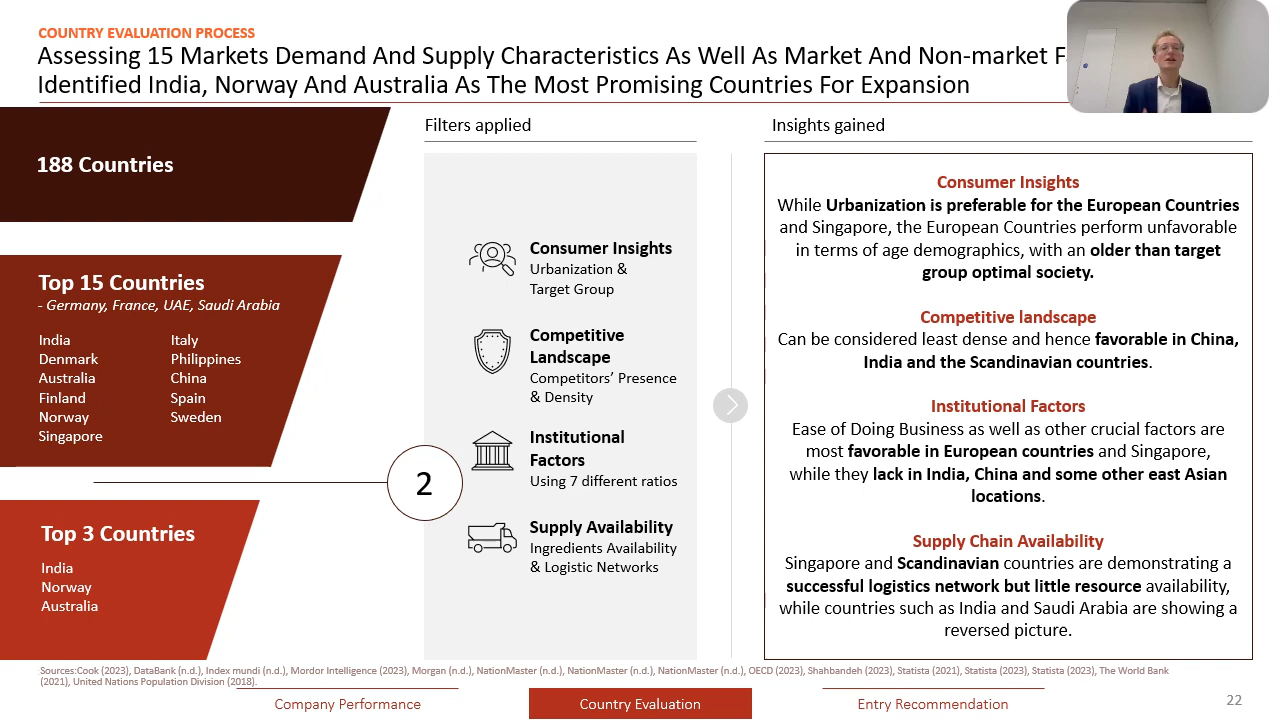 COUNTRY EVALUATION PROCESS
Assessing 15 Markets Demand And Supply Characteristics As Well As Market And Non-market
Identified India, Norway And Australia As The Most Promising Countries For Expansion
188 Countries
Top 15 Countries
- Germany, France, UAE, Saudi Arabia
India
Denmark
Australia
Finland
Norway
Singapore
Italy
Philippines
China
Spain
Sweden
2
Top 3 Countries
India
Norway
Australia
Filters applied
Consumer Insights
Urbanization &
Target Group
Competitive
Landscape
Competitors’ Presence
& Density
Institutional
Factors
Using 7 different ratios
Supply Availability
Ingredients Availability
& Logistic Networks
Insights gained
Consumer Insights
While Urbanization is preferable for the European Countries
and Singapore, the European Countries perform unfavorable
in terms of age demographics, with an older than target
group optimal society.
Competitive landscape
Can be considered least dense and hence favorable in China,
India and the Scandinavian countries.
Institutional Factors
Ease of Doing Business as well as other crucial factors are
most favorable in European countries and Singapore,
while they lack in India, China and some other east Asian
locations.
Supply Chain Availability
Singapore and Scandinavian countries are demonstrating a
successful logistics network but little resource availability,
while countries such as India and Saudi Arabia are showing a
reversed picture.
Sources:Cook (2023), DataBank (n.d.), Index mundi (n.d.), Mordor Intelligence (2023), Morgan (n.d.), NationMaster (n.d.), NationMaster (n.d.), NationMaster (n.d.), OECD (2023), Shahbandeh (2023), Statista (2021), Statista (2023), Statista (2023), The World Bank
(2021), United Nations Population Division (2018).
Company Performance
Country Evaluation
Entry Recommendation
22